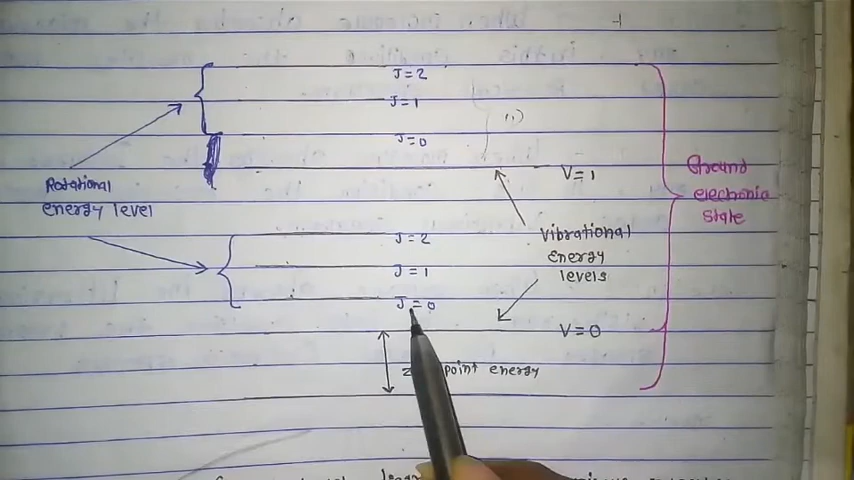 J=2
J=1
(1)
J=0
V=1
Ground
electronic
State
Rotational
energy level
Vibrational
energy
levels
J=2
J=1
J=0
V=0
point energy